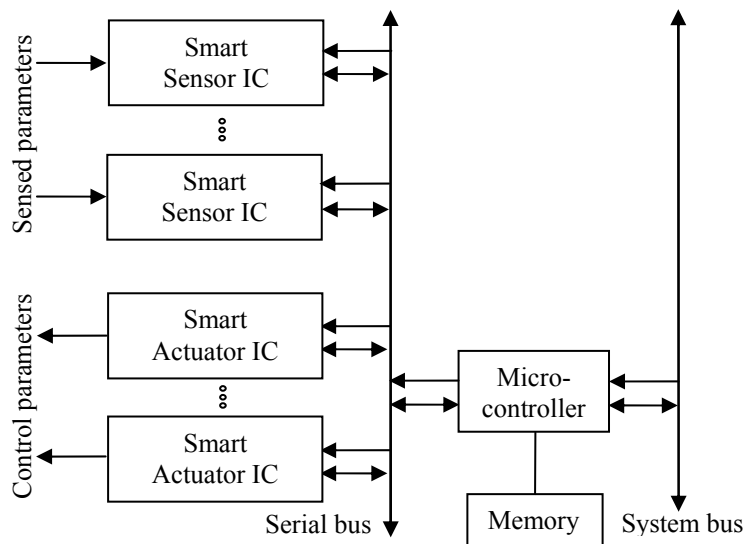 Sensed parameters
Smart
Sensor IC
Smart
Sensor IC
Control parameters
Smart
Actuator IC
Smart
Actuator IC
Micro-
controller
Memory
Serial bus
System bus